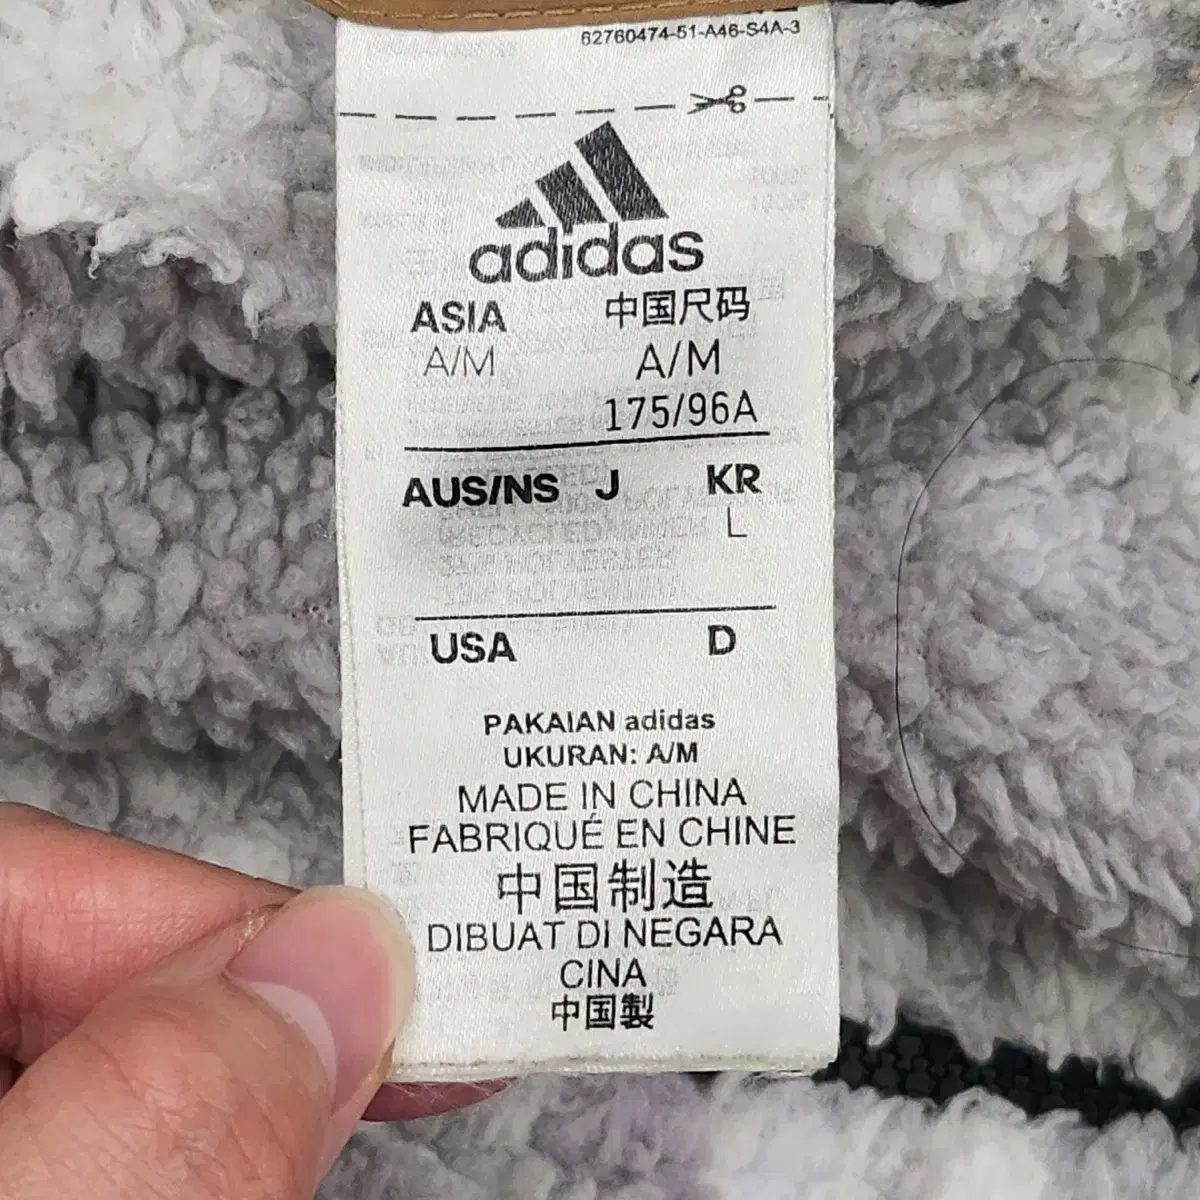 62760474-51-A46-S4A-3
adidas
ASIA 中国尺码
A/M A/M
175/96A
AUS/NS J KR
L
USA D
PAKAIAN adidas
UKURAN: A/M
MADE IN CHINA
FABRIQUÉ EN CHINE
中国制造
DIBUAT DI NEGARA
CINA
中国製